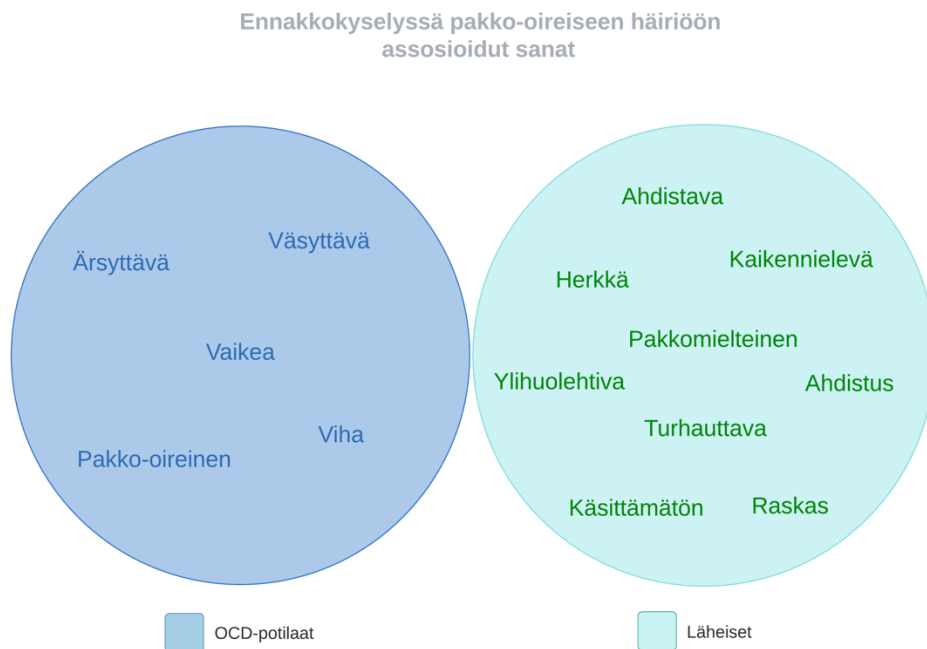 Ennakkokyselyssä pakko-oireiseen häiriöön
assosioidut sanat
Ärsyttävä
Väsyttävä
Vaikea
Viha
Pakko-oireinen
Ahdistava
Kaikennielevä
Herkkä
Pakkomielteinen
Ylihuolehtiva
Ahdistus
Turhauttava
Käsittämätön
Raskas
OCD-potilaat
Läheiset